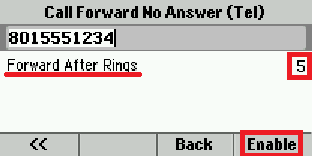 Call Forward No Answer (Tel)
8015551234
Forward After Rings 5
<< Back Enable